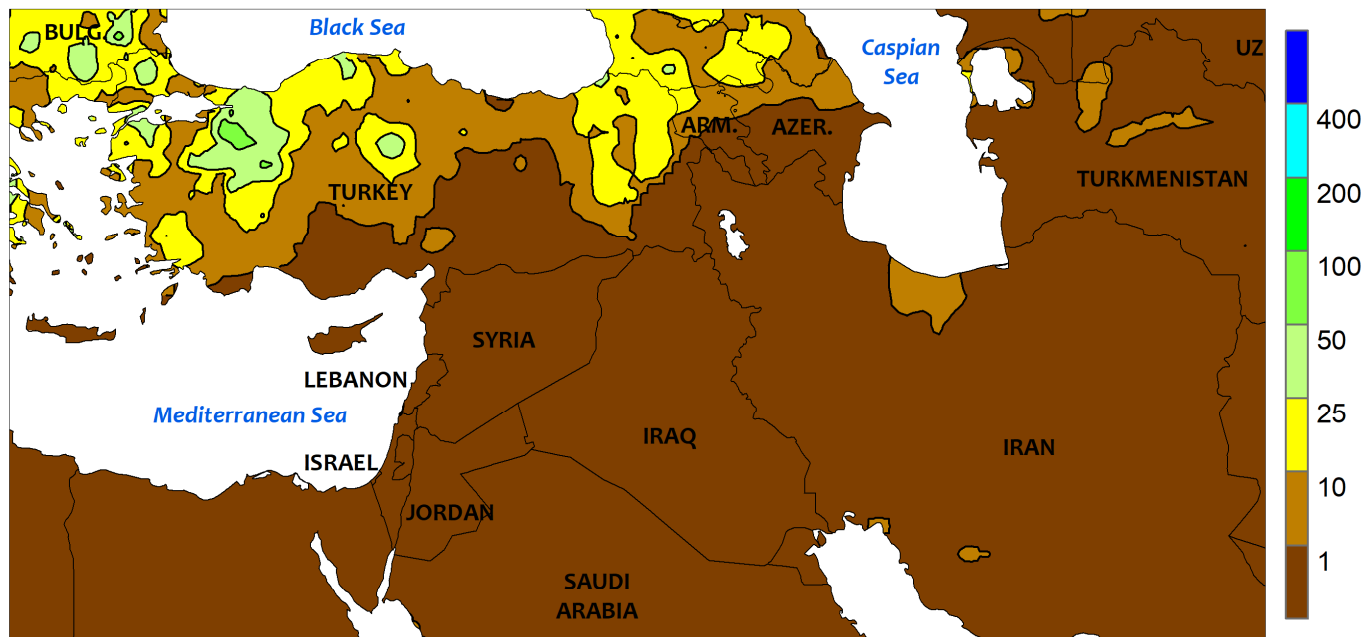 BULG.
Black Sea
Caspian
Sea
UZ
400
ARM.
AZER.
TURKEY
TURKMENISTAN
200
100
SYRIA
50
LEBANON
Mediterranean Sea
25
IRAQ
IRAN
ISRAEL
10
JORDAN
1
SAUDI
ARABIA